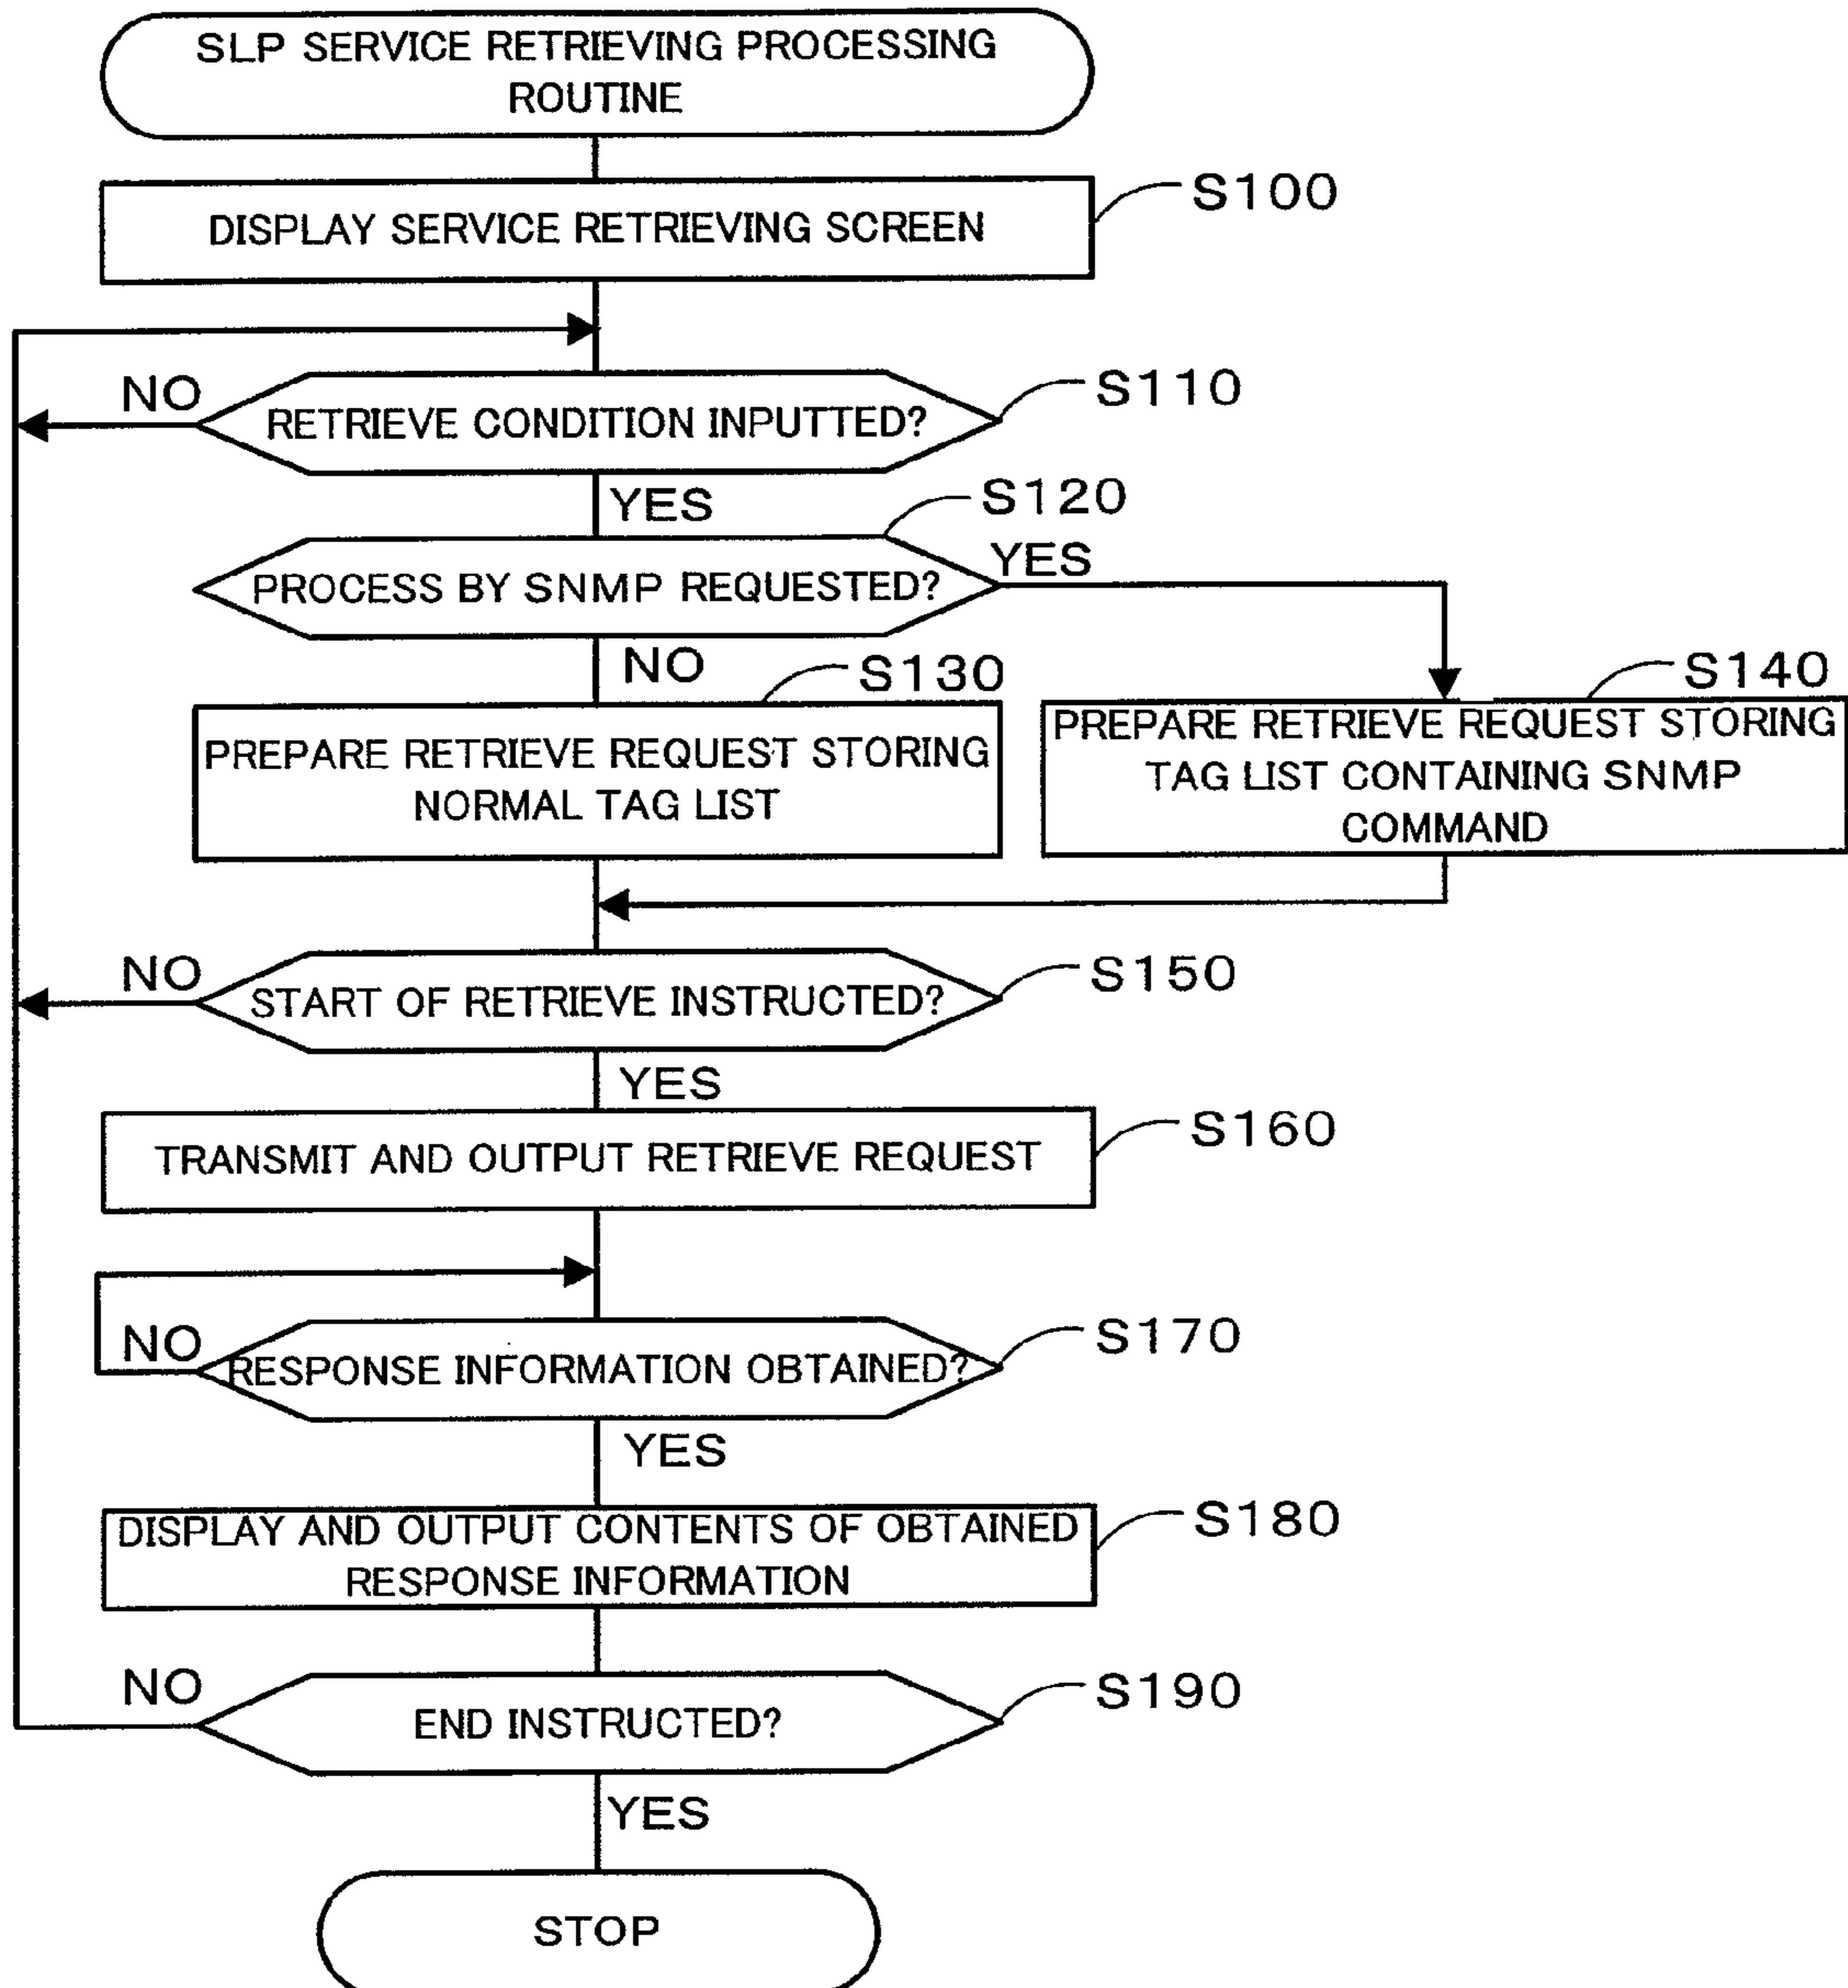 SLP SERVICE RETRIEVING PROCESSING
ROUTINE
S100
DISPLAY SERVICE RETRIEVING SCREEN
NO
S110
RETRIEVE CONDITION INPUTTED?
YES
S120
YES
PROCESS BY SNMP REQUESTED?
NO
S130
S140
PREPARE RETRIEVE REQUEST STORING
NORMAL TAG LIST
PREPARE RETRIEVE REQUEST STORING
TAG LIST CONTAINING SNMP
COMMAND
NO
S150
START OF RETRIEVE INSTRUCTED?
YES
S160
TRANSMIT AND OUTPUT RETRIEVE REQUEST
NO
S170
RESPONSE INFORMATION OBTAINED?
YES
S180
DISPLAY AND OUTPUT CONTENTS OF OBTAINED
RESPONSE INFORMATION
NO
S190
END INSTRUCTED?
YES
STOP